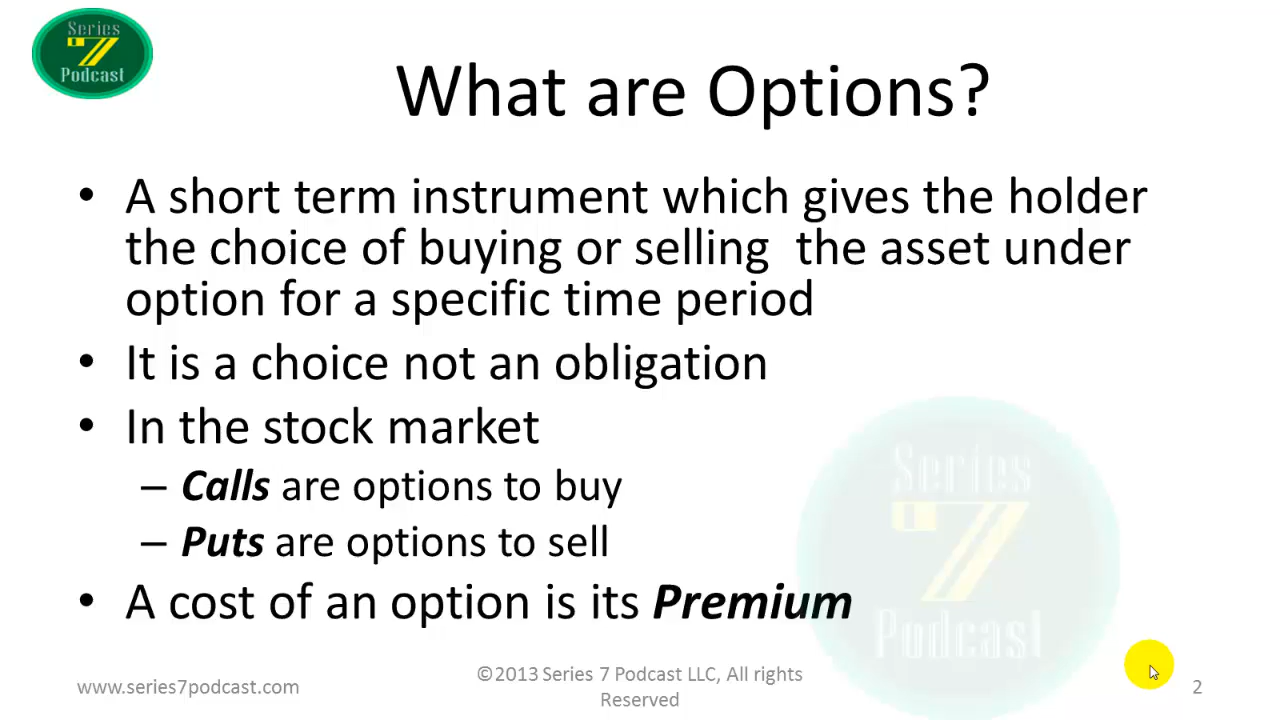 Series
7
Podcast
What are Options?
• A short term instrument which gives the holder
the choice of buying or selling the asset under
option for a specific time period
• It is a choice not an obligation
• In the stock market
– Calls are options to buy
– Puts are options to sell
• A cost of an option is its Premium
Series
7
Podcast
www.series7podcast.com
©2013 Series 7 Podcast LLC, All rights
Reserved
2